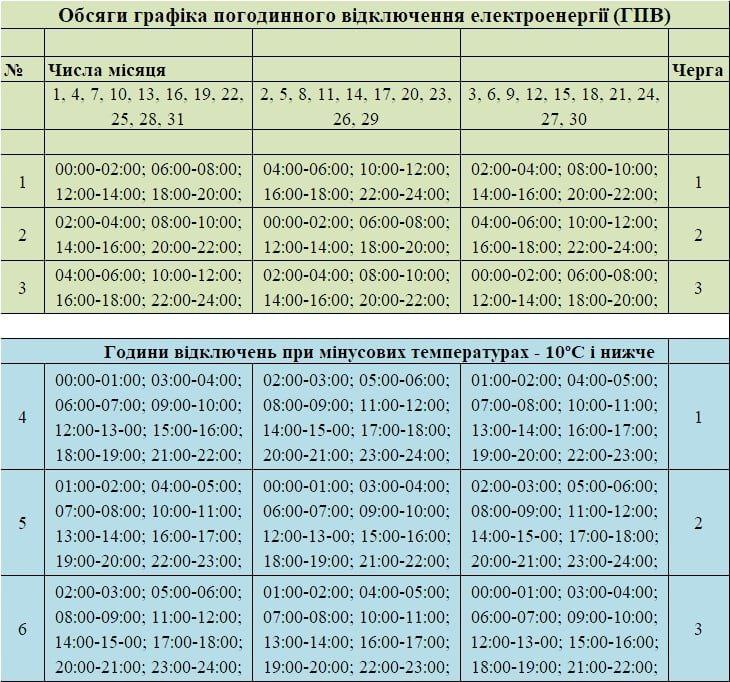 Обсяги графіка погодинного відключення електроенергії (ГПВ)
№ Числа місяця Черга
1, 4, 7, 10, 13, 16, 19, 22, 2, 5, 8, 11, 14, 17, 20, 23, 3, 6, 9, 12, 15, 18, 21, 24,
25, 28, 31 26, 29 27, 30
00:00-02:00; 06:00-08:00; 04:00-06:00; 10:00-12:00; 02:00-04:00; 08:00-10:00;
1 12:00-14:00; 18:00-20:00; 16:00-18:00; 22:00-24:00; 14:00-16:00; 20:00-22:00; 1
02:00-04:00; 08:00-10:00; 00:00-02:00; 06:00-08:00; 04:00-06:00; 10:00-12:00;
2 14:00-16:00; 20:00-22:00; 12:00-14:00; 18:00-20:00; 16:00-18:00; 22:00-24:00; 2
04:00-06:00; 10:00-12:00; 02:00-04:00; 08:00-10:00; 00:00-02:00; 06:00-08:00;
3 16:00-18:00; 22:00-24:00; 14:00-16:00; 20:00-22:00; 12:00-14:00; 18:00-20:00; 3
Години відключень при мінусових температурах - 10°С і нижче
00:00-01:00; 03:00-04:00; 02:00-03:00; 05:00-06:00; 01:00-02:00; 04:00-05:00;
4 06:00-07:00; 09:00-10:00; 08:00-09:00; 11:00-12:00; 07:00-08:00; 10:00-11:00; 1
12:00-13-00; 15:00-16:00; 14:00-15-00; 17:00-18:00; 13:00-14:00; 16:00-17:00;
18:00-19:00; 21:00-22:00; 20:00-21:00; 23:00-24:00; 19:00-20:00; 22:00-23:00;
01:00-02:00; 04:00-05:00; 00:00-01:00; 03:00-04:00; 02:00-03:00; 05:00-06:00;
5 07:00-08:00; 10:00-11:00; 06:00-07:00; 09:00-10:00; 08:00-09:00; 11:00-12:00; 2
13:00-14:00; 16:00-17:00; 12:00-13-00; 15:00-16:00; 14:00-15-00; 17:00-18:00;
19:00-20:00; 22:00-23:00; 18:00-19:00; 21:00-22:00; 20:00-21:00; 23:00-24:00;
02:00-03:00; 05:00-06:00; 01:00-02:00; 04:00-05:00; 00:00-01:00; 03:00-04:00;
6 08:00-09:00; 11:00-12:00; 07:00-08:00; 10:00-11:00; 06:00-07:00; 09:00-10:00; 3
14:00-15-00; 17:00-18:00; 13:00-14:00; 16:00-17:00; 12:00-13-00; 15:00-16:00;
20:00-21:00; 23:00-24:00; 19:00-20:00; 22:00-23:00; 18:00-19:00; 21:00-22:00;